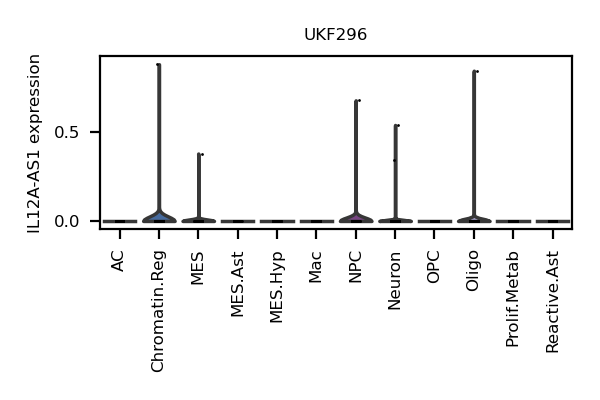 UKF296
IL12A-AS1 expression
0.5
0.0
AC
Chromatin.Reg
MES
MES.Ast
MES.Hyp
Mac
NPC
Neuron
OPC
Oligo
Prolif.Metab
Reactive.Ast